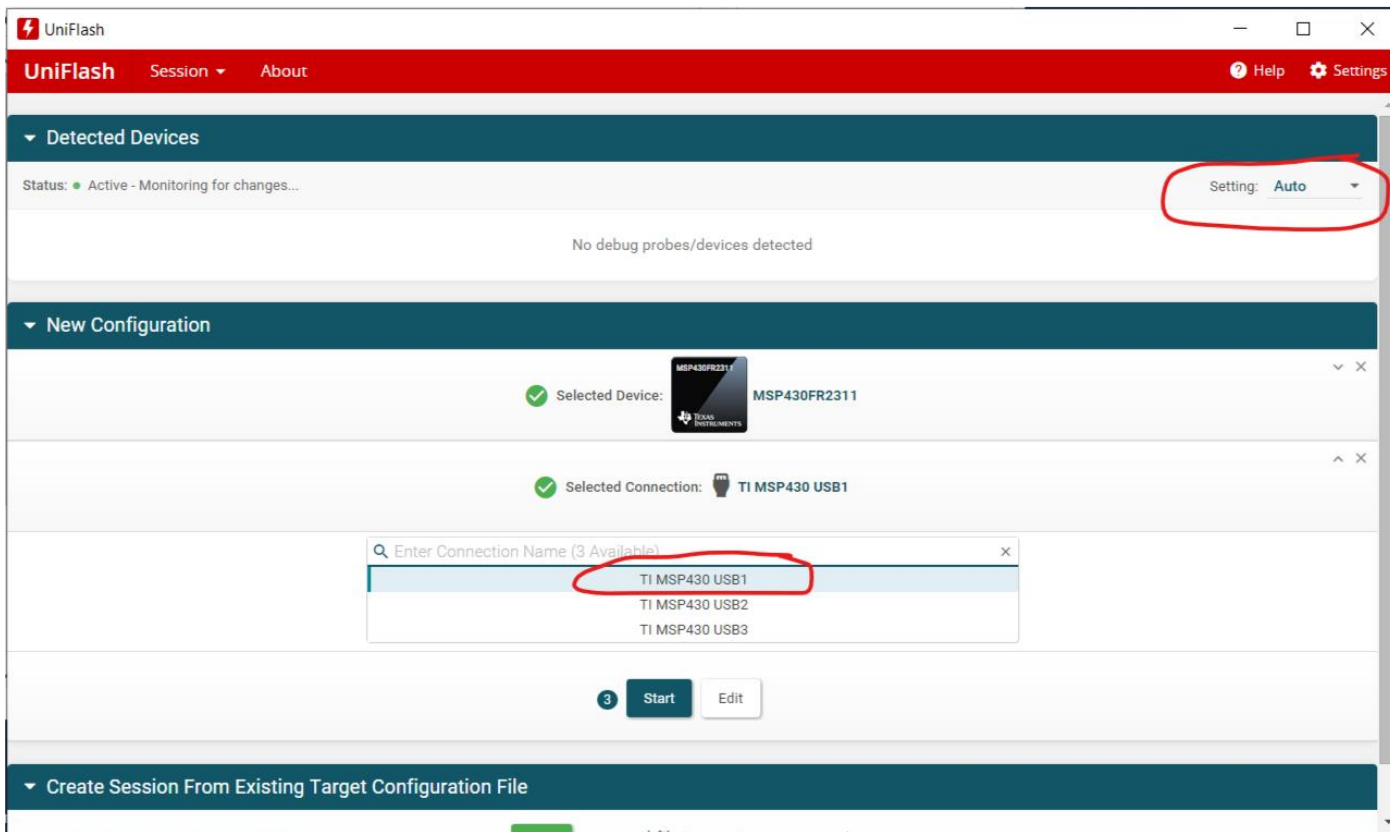 UniFlash
UniFlash Session About Help Settings
Detected Devices
Status: Active - Monitoring for changes... Setting: Auto
No debug probes/devices detected
New Configuration
MSP430FR2311
Selected Device: MSP430FR2311
TEXAS
INSTRUMENTS
Selected Connection: TI MSP430 USB1
Enter Connection Name (3 Available)
TI MSP430 USB1
TI MSP430 USB2
TI MSP430 USB3
3 Start Edit
Create Session From Existing Target Configuration File